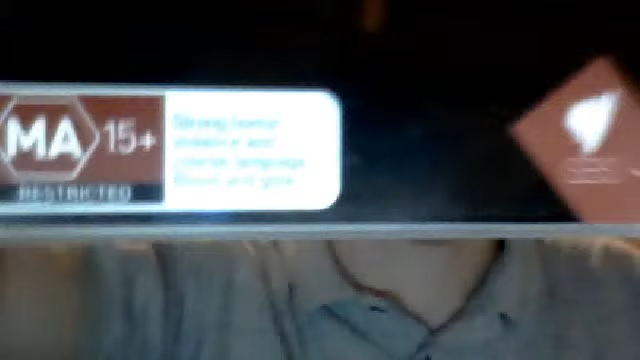 MA 15+
RESTRICTED
Strong horror
violence and
coarse language
Blood and gore